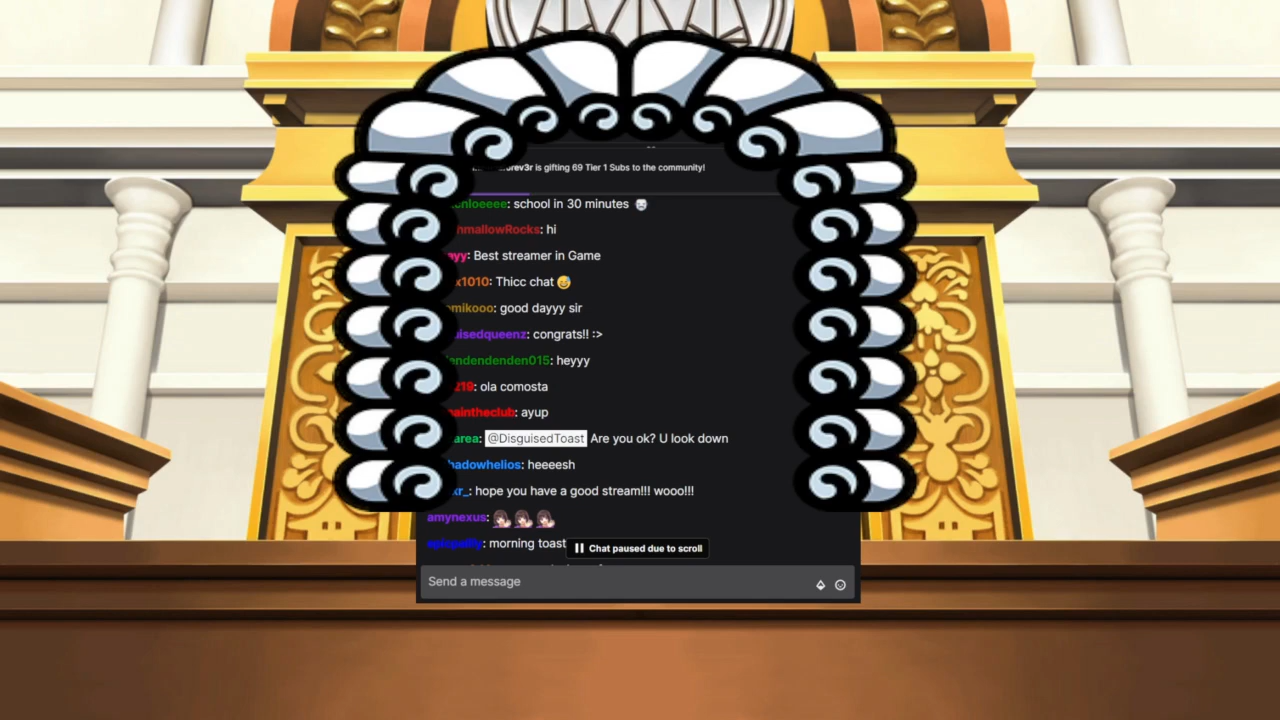 is gifting 69 Tier 1 Subs to the community!
: school in 30 minutes
: hi
: Best streamer in Game
: Thicc chat
: good dayyy sir
: congrats!! :>
: heyyy
: ola comosta
: ayup
: @DisguisedToast Are you ok? U look down
: heeeesh
: hope you have a good stream!!! wooo!!!
amynexus:
: morning toast
Chat paused due to scroll
Send a message